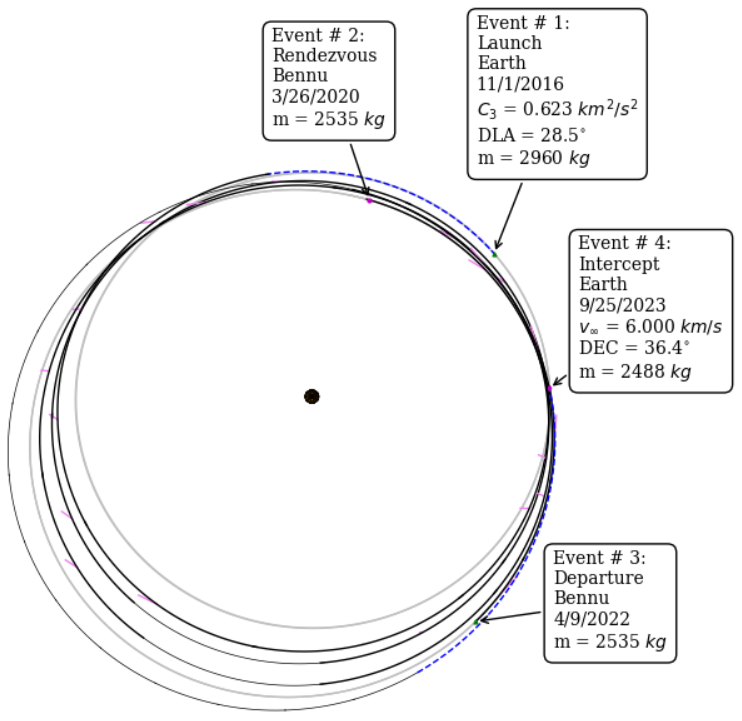 Event # 2:
Rendezvous
Bennu
3/26/2020
m = 2535 kg
Event # 1:
Launch
Earth
11/1/2016
C₃ = 0.623 km²/s²
DLA = 28.5°
m = 2960 kg
Event # 4:
Intercept
Earth
9/25/2023
v∞ = 6.000 km/s
DEC = 36.4°
m = 2488 kg
Event # 3:
Departure
Bennu
4/9/2022
m = 2535 kg